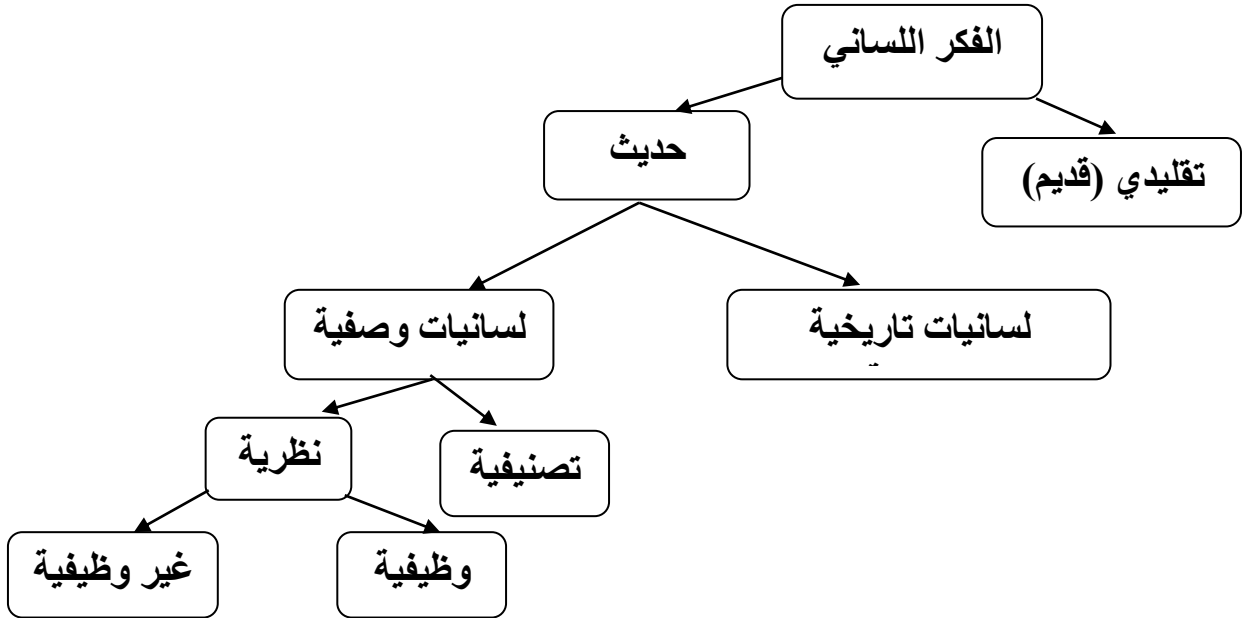 الفكر اللساني
حديث
تقليدي (قديم)
لسانيات وصفية
لسانيات تاريخية
نظرية
تصنيفية
غير وظيفية
وظيفية